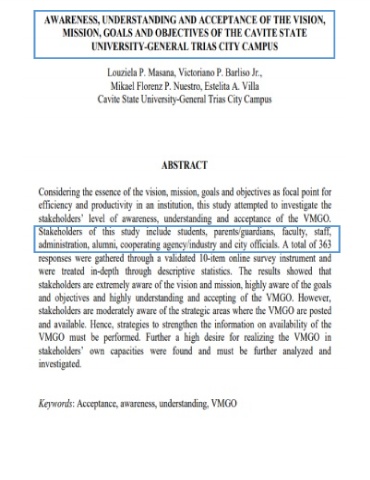 AWARENESS, UNDERSTANDING AND ACCEPTANCE OF THE VISION,
MISSION, GOALS AND OBJECTIVES OF THE CAVITE STATE
UNIVERSITY-GENERAL TRIAS CITY CAMPUS
Louziela P. Masana, Victoriano P. Barliso Jr.,
Mikael Florenz P. Nuestro, Estelita A. Villa
Cavite State University-General Trias City Campus
ABSTRACT
Considering the essence of the vision, mission, goals and objectives as focal point for
efficiency and productivity in an institution, this study attempted to investigate the
stakeholders' level of awareness, understanding and acceptance of the VMGO.
Stakeholders of this study include students, parents/guardians, faculty, staff,
administration, alumni, cooperating agency/industry and city officials. A total of 363
responses were gathered through a validated 10-item online survey instrument and
were treated in-depth through descriptive statistics. The results showed that
stakeholders are extremely aware of the vision and mission, highly aware of the goals
and objectives and highly understanding and accepting of the VMGO. However,
stakeholders are moderately aware of the strategic areas where the VMGO are posted
and available. Hence, strategies to strengthen the information on availability of the
VMGO must be performed. Further a high desire for realizing the VMGO in
stakeholders' own capacities were found and must be further analyzed and
investigated.
Keywords: Acceptance, awareness, understanding, VMGO